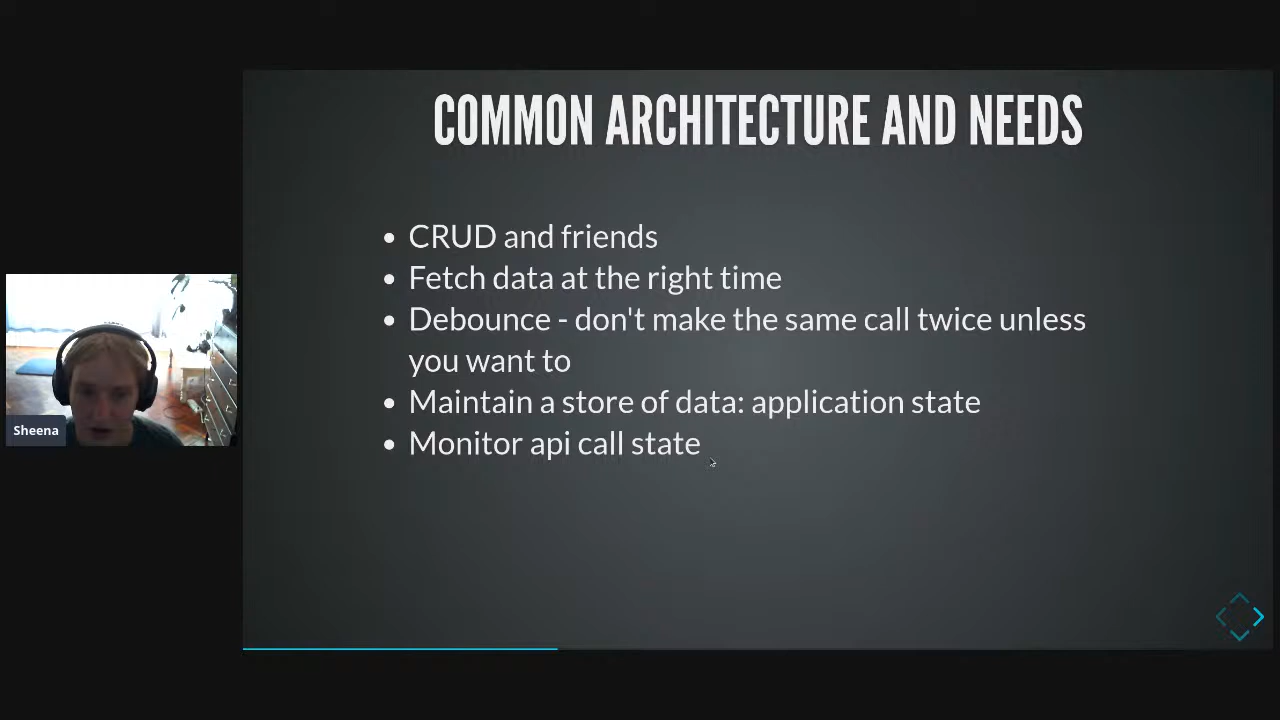 COMMON ARCHITECTURE AND NEEDS
CRUD and friends
Fetch data at the right time
Debounce - don't make the same call twice unless
you want to
Maintain a store of data: application state
Monitor api call state
Sheena